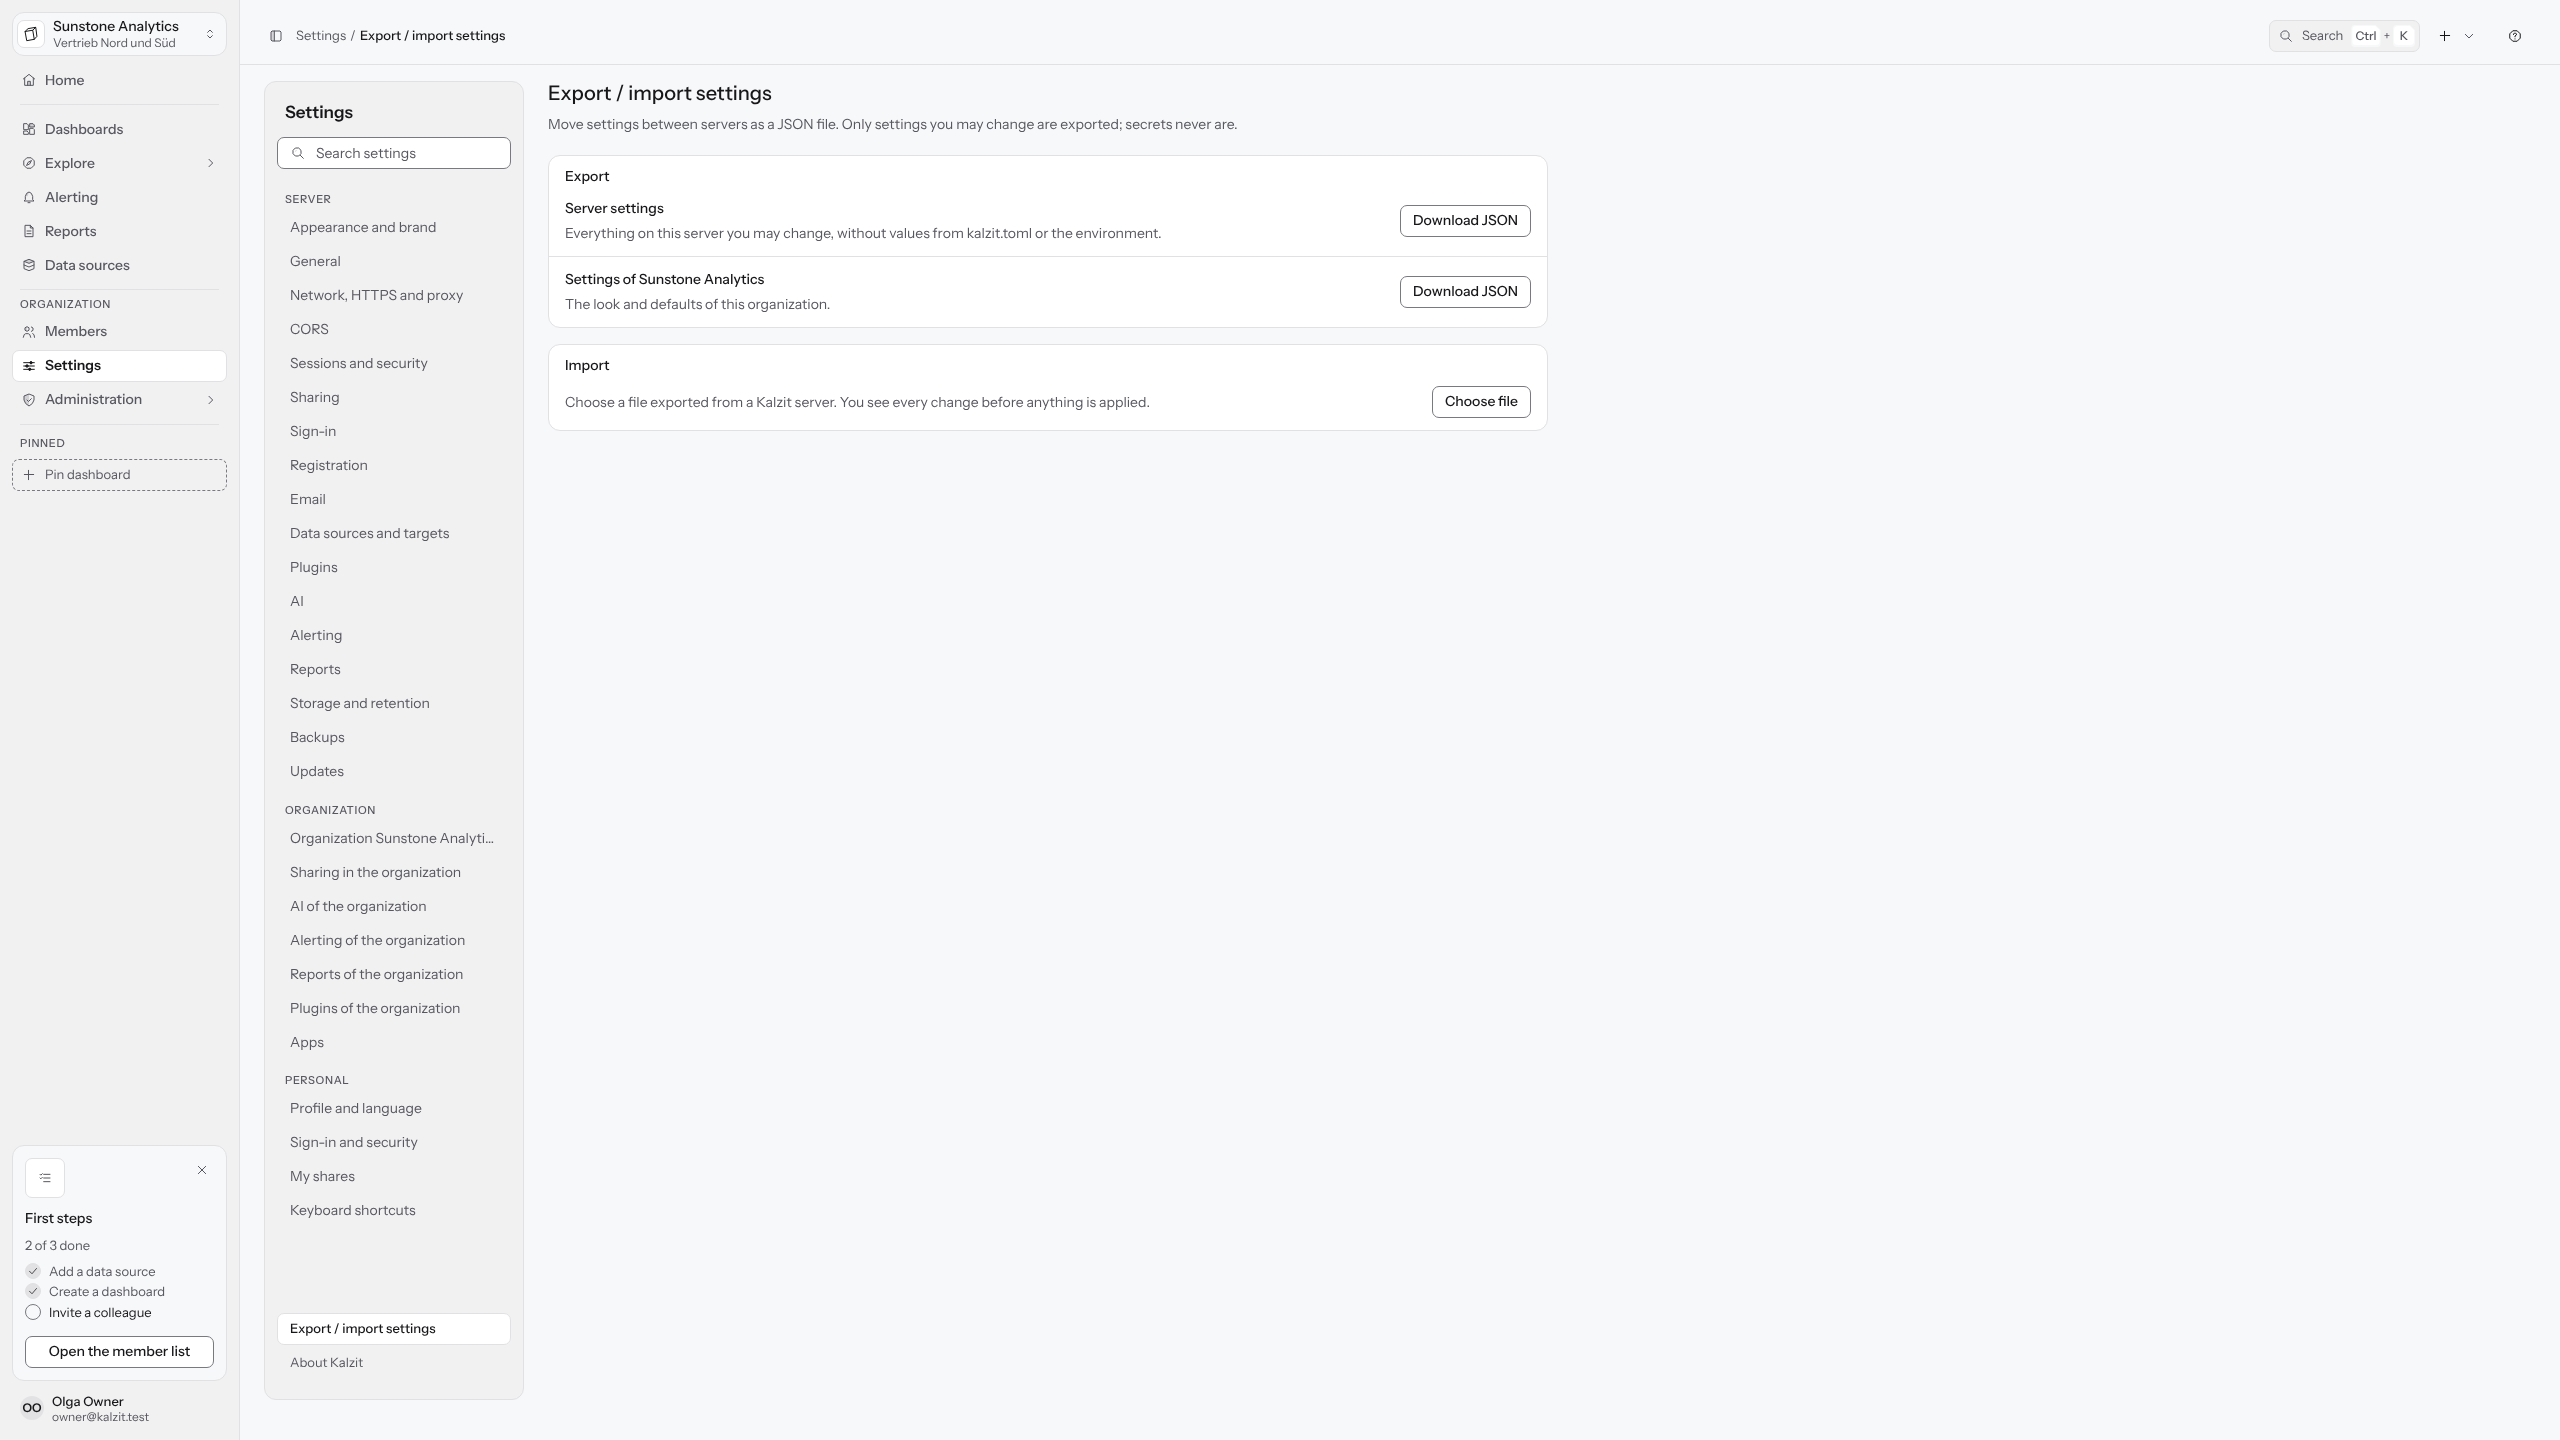 Sunstone Analytics
Vertrieb Nord und Süd
Home
Dashboards
Explore
Alerting
Reports
Data sources
ORGANIZATION
Members
Settings
Administration
PINNED
Pin dashboard
First steps
2 of 3 done
Add a data source
Create a dashboard
Invite a colleague
Open the member list
OO
Olga Owner
owner@kalzit.test
Settings / Export / import settings
Search Ctrl + K
Settings
Search settings
SERVER
Appearance and brand
General
Network, HTTPS and proxy
CORS
Sessions and security
Sharing
Sign-in
Registration
Email
Data sources and targets
Plugins
AI
Alerting
Reports
Storage and retention
Backups
Updates
ORGANIZATION
Organization Sunstone Analyti...
Sharing in the organization
AI of the organization
Alerting of the organization
Reports of the organization
Plugins of the organization
Apps
PERSONAL
Profile and language
Sign-in and security
My shares
Keyboard shortcuts
Export / import settings
About Kalzit
Export / import settings
Move settings between servers as a JSON file. Only settings you may change are exported; secrets never are.
Export
Server settings
Everything on this server you may change, without values from kalzit.toml or the environment.
Download JSON
Settings of Sunstone Analytics
The look and defaults of this organization.
Download JSON
Import
Choose a file exported from a Kalzit server. You see every change before anything is applied.
Choose file